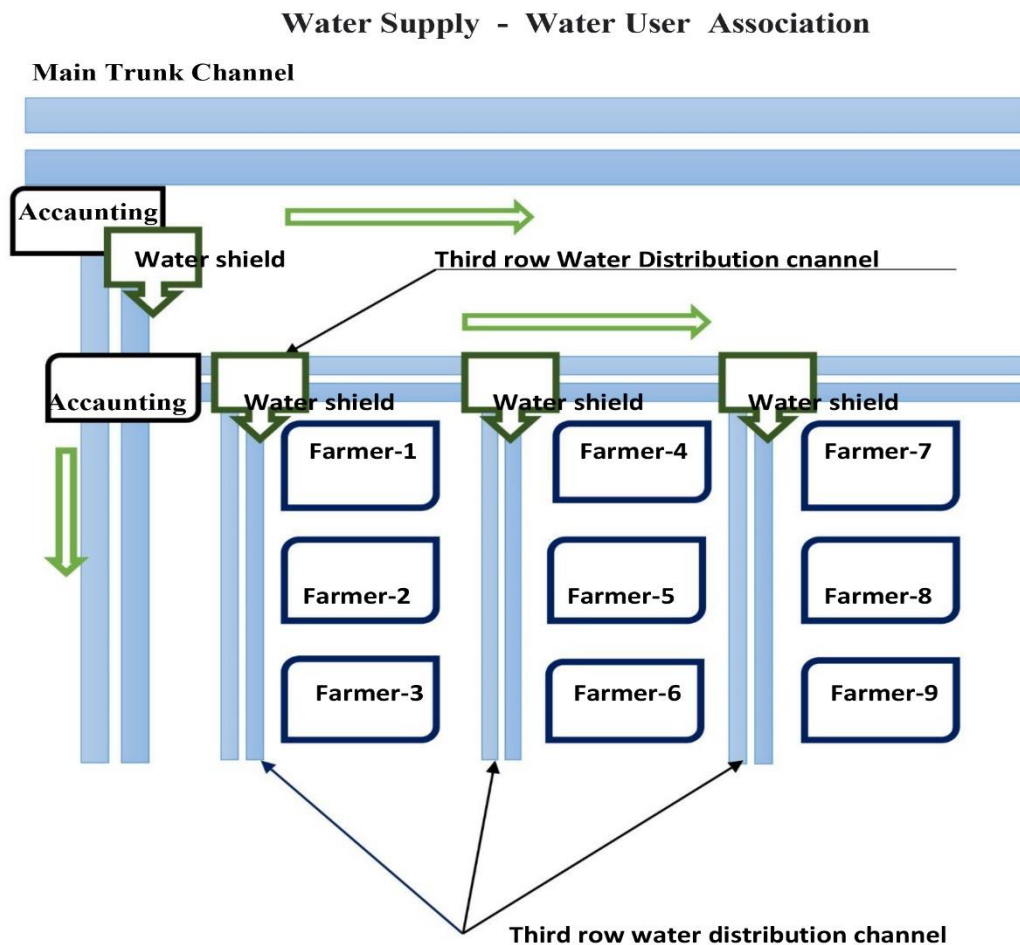 Water Supply - Water User Association
Main Trunk Channel
Accaunting
Water shield
Third row Water Distribution cnannel
Accaunting
Water shield
Water shield
Water shield
Farmer-1
Farmer-4
Farmer-7
Farmer-2
Farmer-5
Farmer-8
Farmer-3
Farmer-6
Farmer-9
Third row water distribution channel